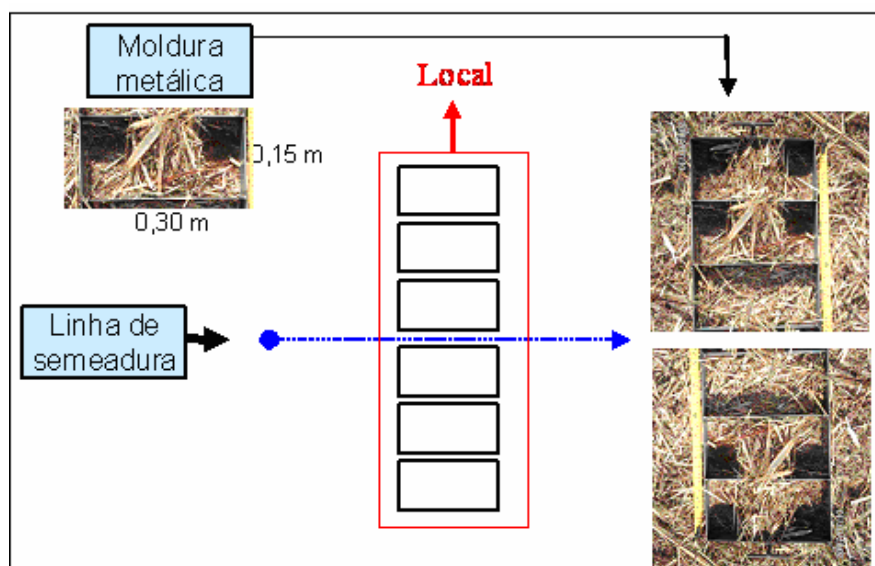 Moldura
metálica
Local
0,15 m
0,30 m
Linha de
semeadura